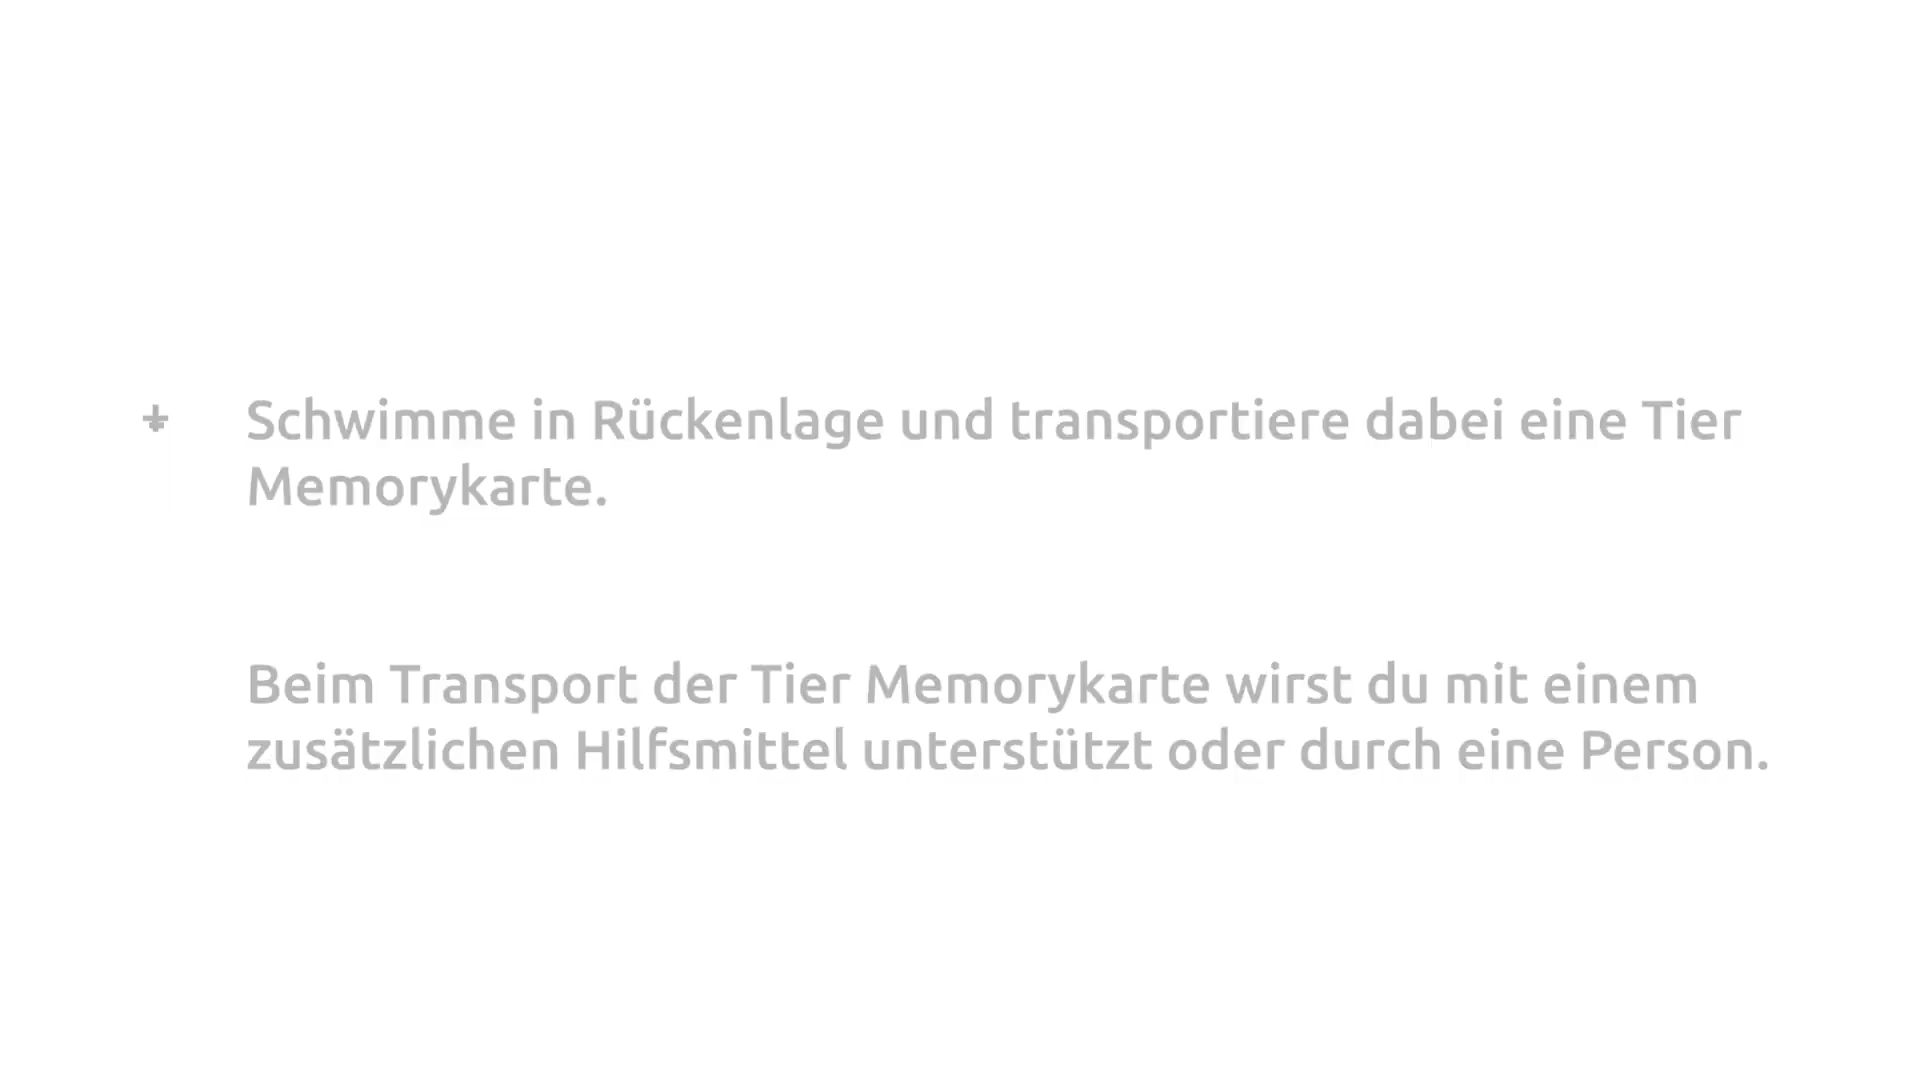 + Schwimme in Rückenlage und transportiere dabei eine Tier
Memorykarte.
Beim Transport der Tier Memorykarte wirst du mit einem
zusätzlichen Hilfsmittel unterstützt oder durch eine Person.